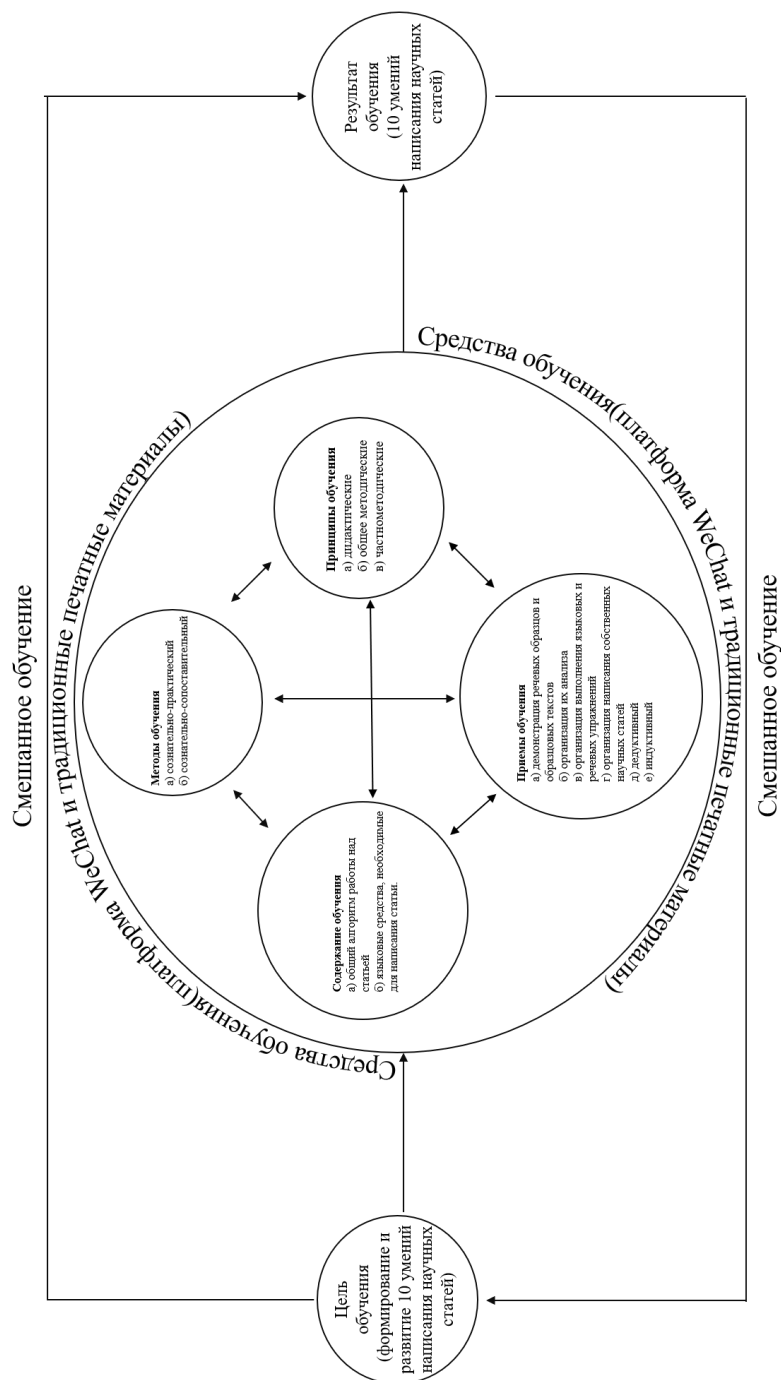 Смешанное обучение
Средства обучения(платформа WeChat и традиционные печатные материалы)
Методы обучения
а) сознательно-практический
б) сознательно-сопоставительный
Цель
обучения
(формирование и
развитие 10 умений
написания научных
статей)
Содержание обучения
а) общий алгоритм работы над
статьей
б) языковые средства, необходимые
для написания статьи.
Принципы обучения
а) дидактические
б) общее методические
в) частнометодические
Результат
обучения
(10 умений
написания научных
статей)
Приемы обучения
а) демонстрация речевых образцов и
образцовых текстов
б) организация их анализа
в) организация выполнения языковых и
речевых упражнений
г) организация написания собственных
научных статей
д) дедуктивный
е) индуктивный
Средства обучения(платформа WeChat и традиционные печатные материалы)
Смешанное обучение